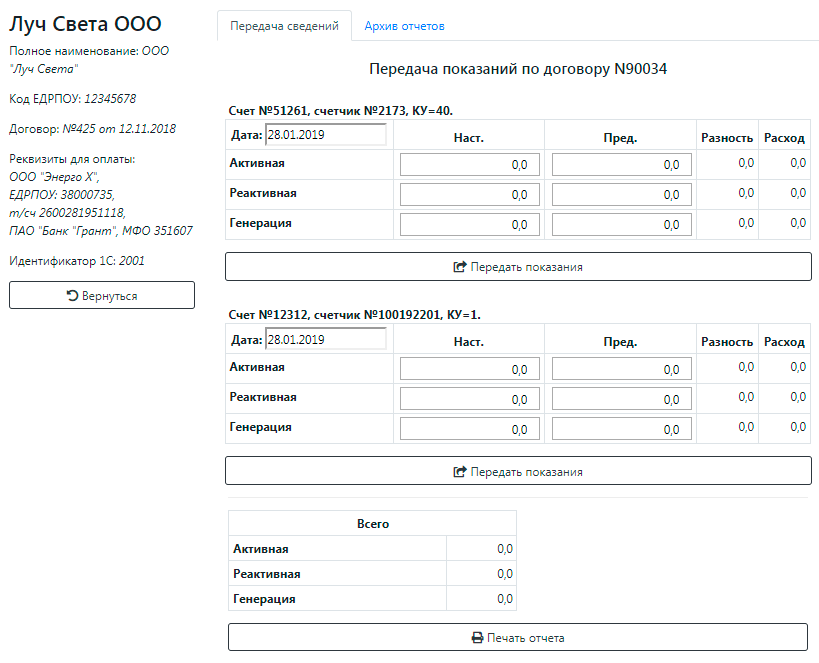 Луч Света ООО
Полное наименование: ООО
"Луч Света"
Код ЕДРПОУ: 12345678
Договор: №425 от 12.11.2018
Реквизиты для оплаты:
ООО "Энерго Х",
ЕДРПОУ: 38000735,
т/сч 2600281951118,
ПАО "Банк "Грант", МФО 351607
Идентификатор 1С: 2001
Вернуться
Передача сведений Архив отчетов
Передача показаний по договору N90034
Счет №51261, счетчик №2173, КУ=40.
Дата: 28.01.2019 Наст. Пред. Разность Расход
Активная 0,0 0,0 0,0 0,0
Реактивная 0,0 0,0 0,0 0,0
Генерация 0,0 0,0 0,0 0,0
Передать показания
Счет №12312, счетчик №100192201, КУ=1.
Дата: 28.01.2019 Наст. Пред. Разность Расход
Активная 0,0 0,0 0,0 0,0
Реактивная 0,0 0,0 0,0 0,0
Генерация 0,0 0,0 0,0 0,0
Передать показания
Всего
Активная 0,0
Реактивная 0,0
Генерация 0,0
Печать отчета